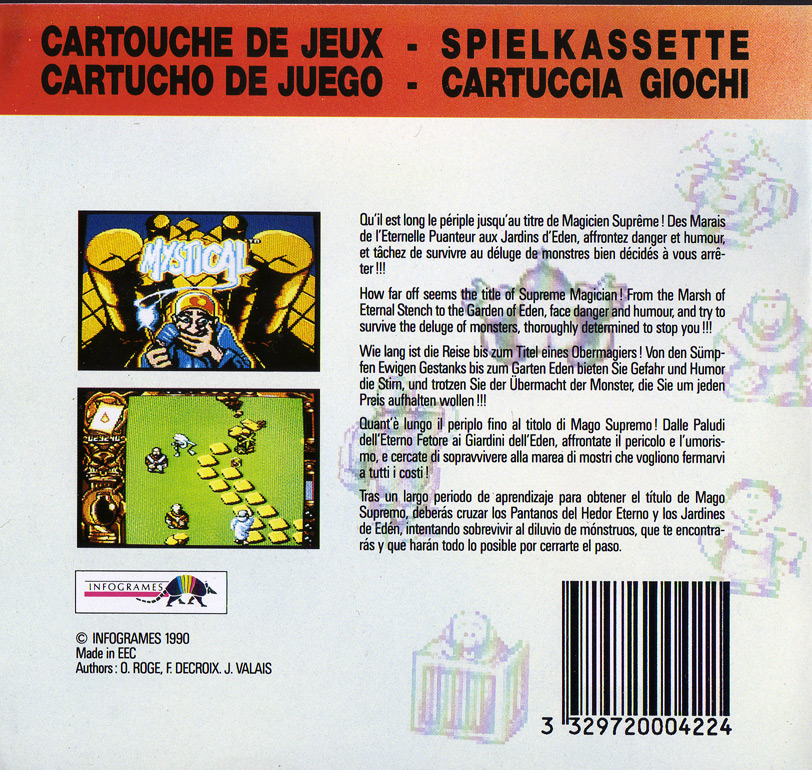 CARTOUCHE DE JEUX - SPIELKASSETTE
CARTUCHO DE JUEGO - CARTUCCIA GIOCHI
MYSTICAL
Qu'il est long le périple jusqu'au titre de Magicien Suprême ! Des Marais
de l'Eternelle Puanteur aux Jardins d'Eden, affrontez danger et humour,
et tâchez de survivre au déluge de monstres bien décidés à vous arrê-
ter !!!
How far off seems the title of Supreme Magician ! From the Marsh of
Eternal Stench to the Garden of Eden, face danger and humour, and try to
survive the deluge of monsters, thoroughly determined to stop you !!!
Wie lang ist die Reise bis zum Titel eines Obermagiers ! Von den Sümp-
fen Ewigen Gestanks bis zum Garten Eden bieten Sie Gefahr und Humor
die Stirn, und trotzen Sie der Übermacht der Monster, die Sie um jeden
Preis aufhalten wollen !!!
Quant'è lungo il periplo fino al titolo di Mago Supremo ! Dalle Paludi
dell'Eterno Fetore ai Giardini dell'Eden, affrontate il pericolo e l'umoris-
mo, e cercate di sopravvivere alla marea di mostri che vogliono fermarvi
a tutti i costi !
Tras un largo periodo de aprendizaje para obtener el título de Mago
Supremo, deberás cruzar los Pantanos del Hedor Eterno y los Jardines
de Edén, intentando sobrevivir al diluvio de mónstruos, que te encontra-
rás y que harán todo lo posible por cerrarte el paso.
INFOGRAMES
© INFOGRAMES 1990
Made in EEC
Authors : O. ROGE, F. DECROIX. J. VALAIS
3 329720004224